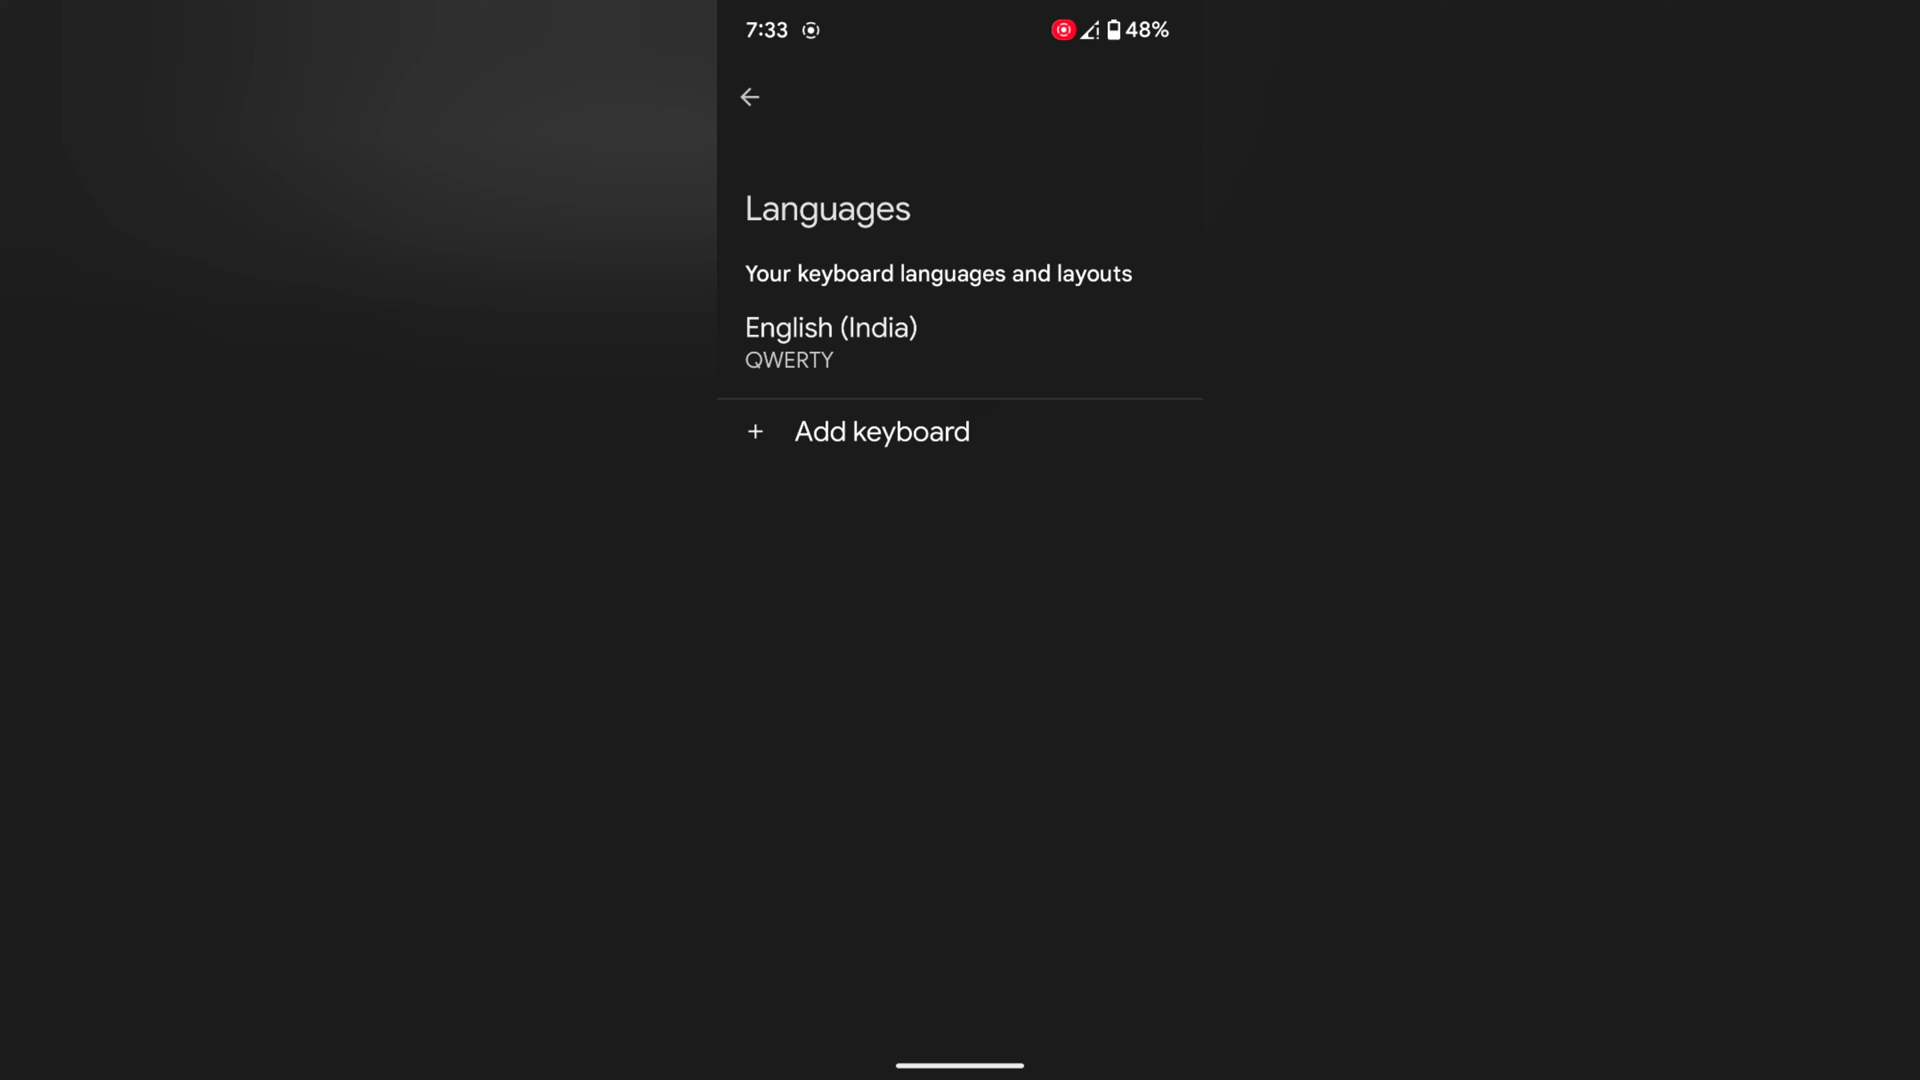 7:33 48%
Languages
Your keyboard languages and layouts
English (India)
QWERTY
+ Add keyboard